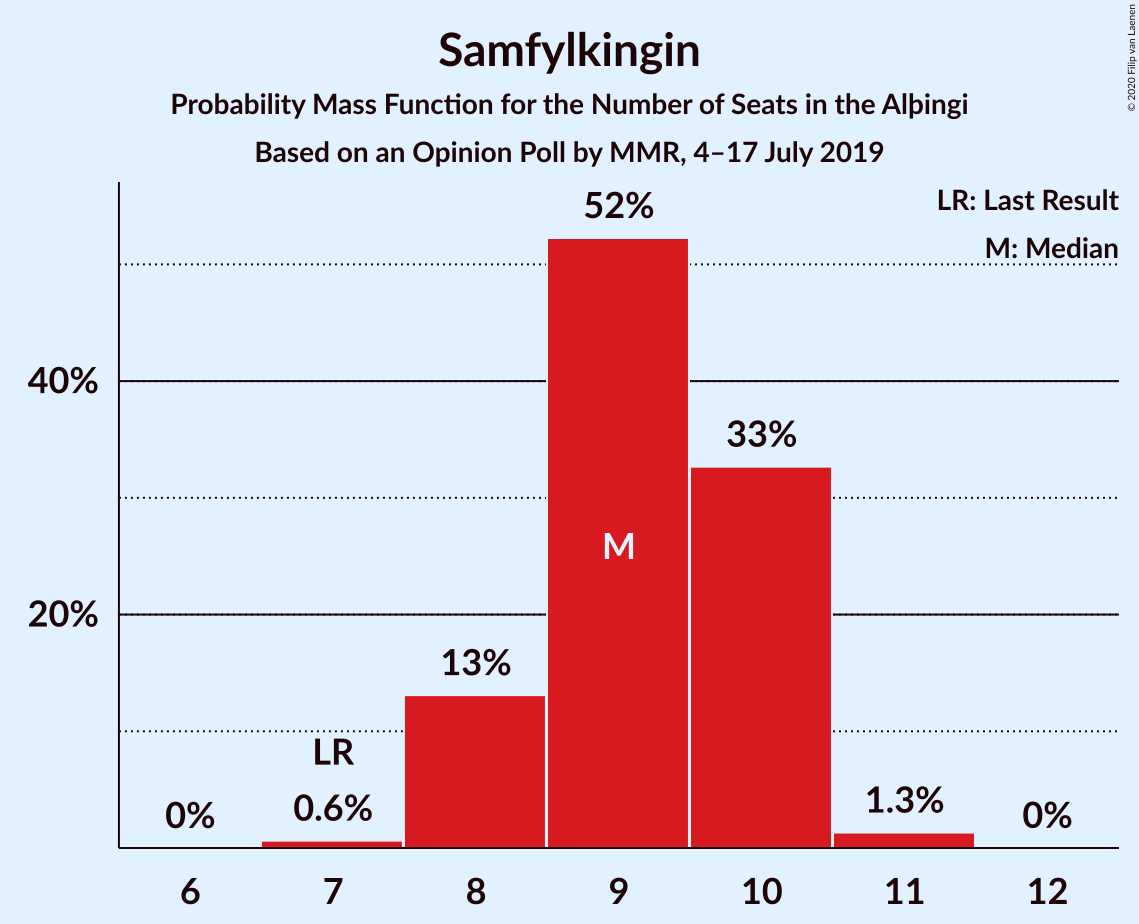 Samfylkingin
Probability Mass Function for the Number of Seats in the Alþingi
Based on an Opinion Poll by MMR, 4–17 July 2019
© 2020 Filip van Laenen
LR: Last Result
M: Median
52%
40%
33%
M
20%
13%
LR
0% 0.6% 1.3% 0%
6 7 8 9 10 11 12